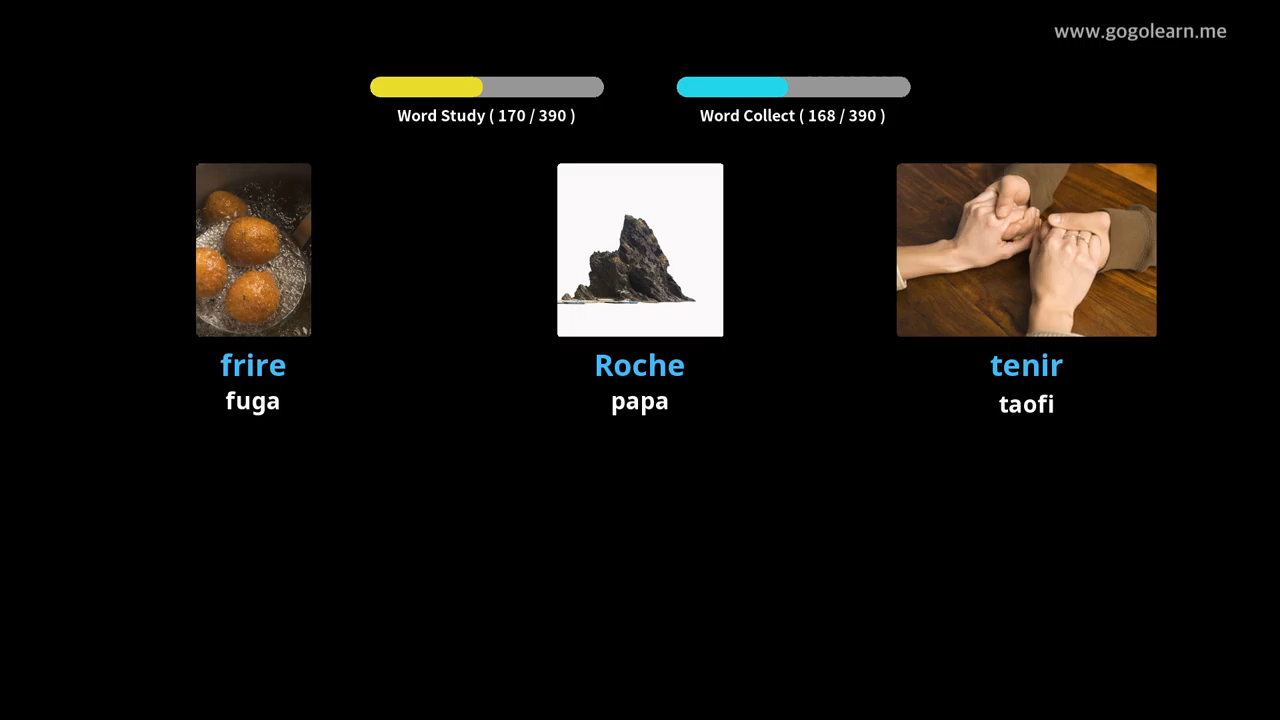 www.gogolearn.me
Word Study ( 170 / 390 )
Word Collect ( 168 / 390 )
frire
fuga
Roche
papa
tenir
taofi